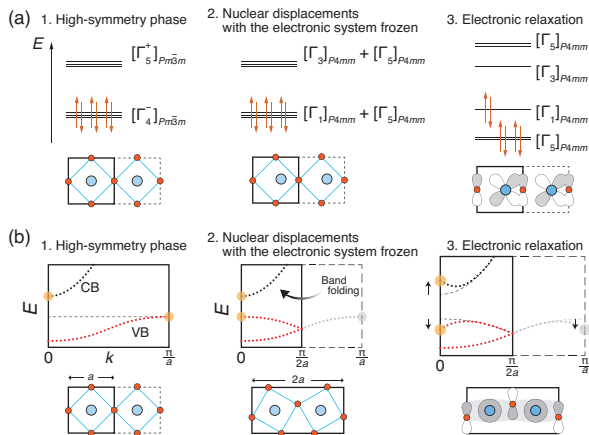 (a)
1. High-symmetry phase
2. Nuclear displacements
with the electronic system frozen
3. Electronic relaxation
E
[Γ5+]Pm3̄m
[Γ4−]Pm3̄m
[Γ3]P4mm + [Γ5]P4mm
[Γ1]P4mm + [Γ5]P4mm
[Γ5]P4mm
[Γ3]P4mm
[Γ1]P4mm
[Γ5]P4mm
(b)
1. High-symmetry phase
2. Nuclear displacements
with the electronic system frozen
3. Electronic relaxation
E
CB
VB
0
k
π/a
a
E
Band
folding
0
π/2a
π/a
2a
E
0
π/2a
π/a